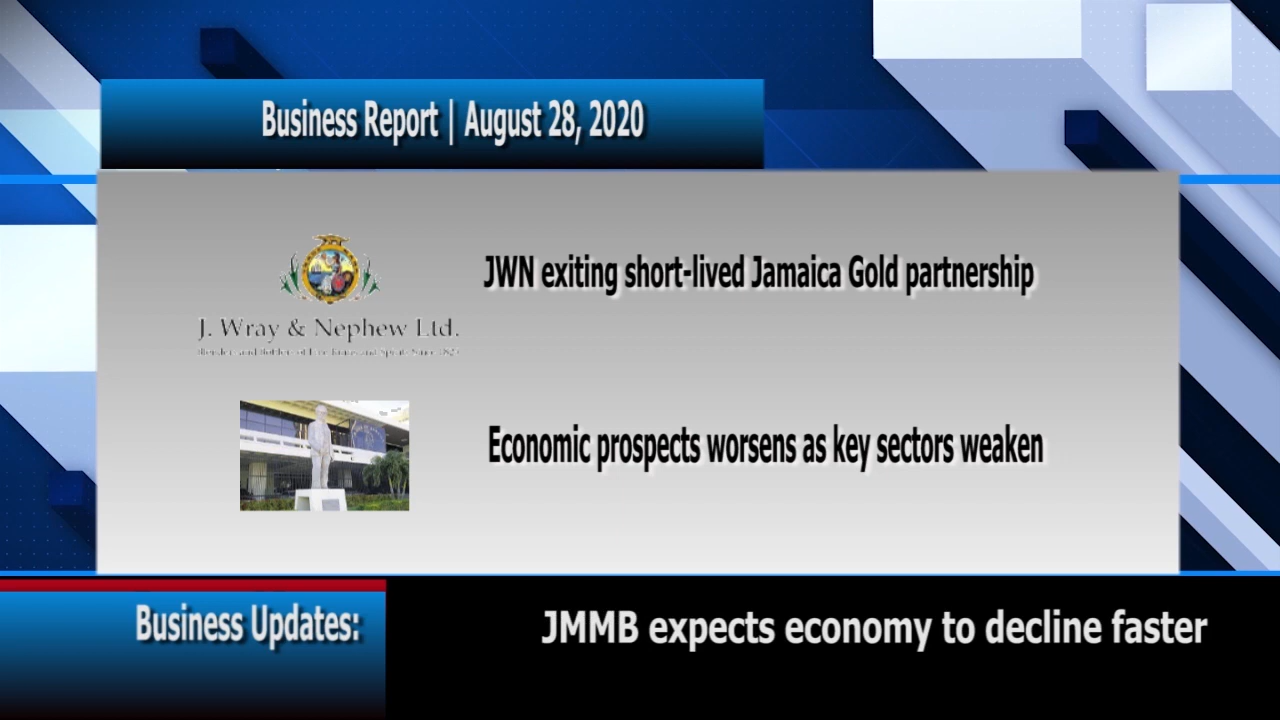 Business Report | August 28, 2020
JWN exiting short-lived Jamaica Gold partnership
J. Wray & Nephew Ltd.
Economic prospects worsens as key sectors weaken
Business Updates:
JMMB expects economy to decline faster